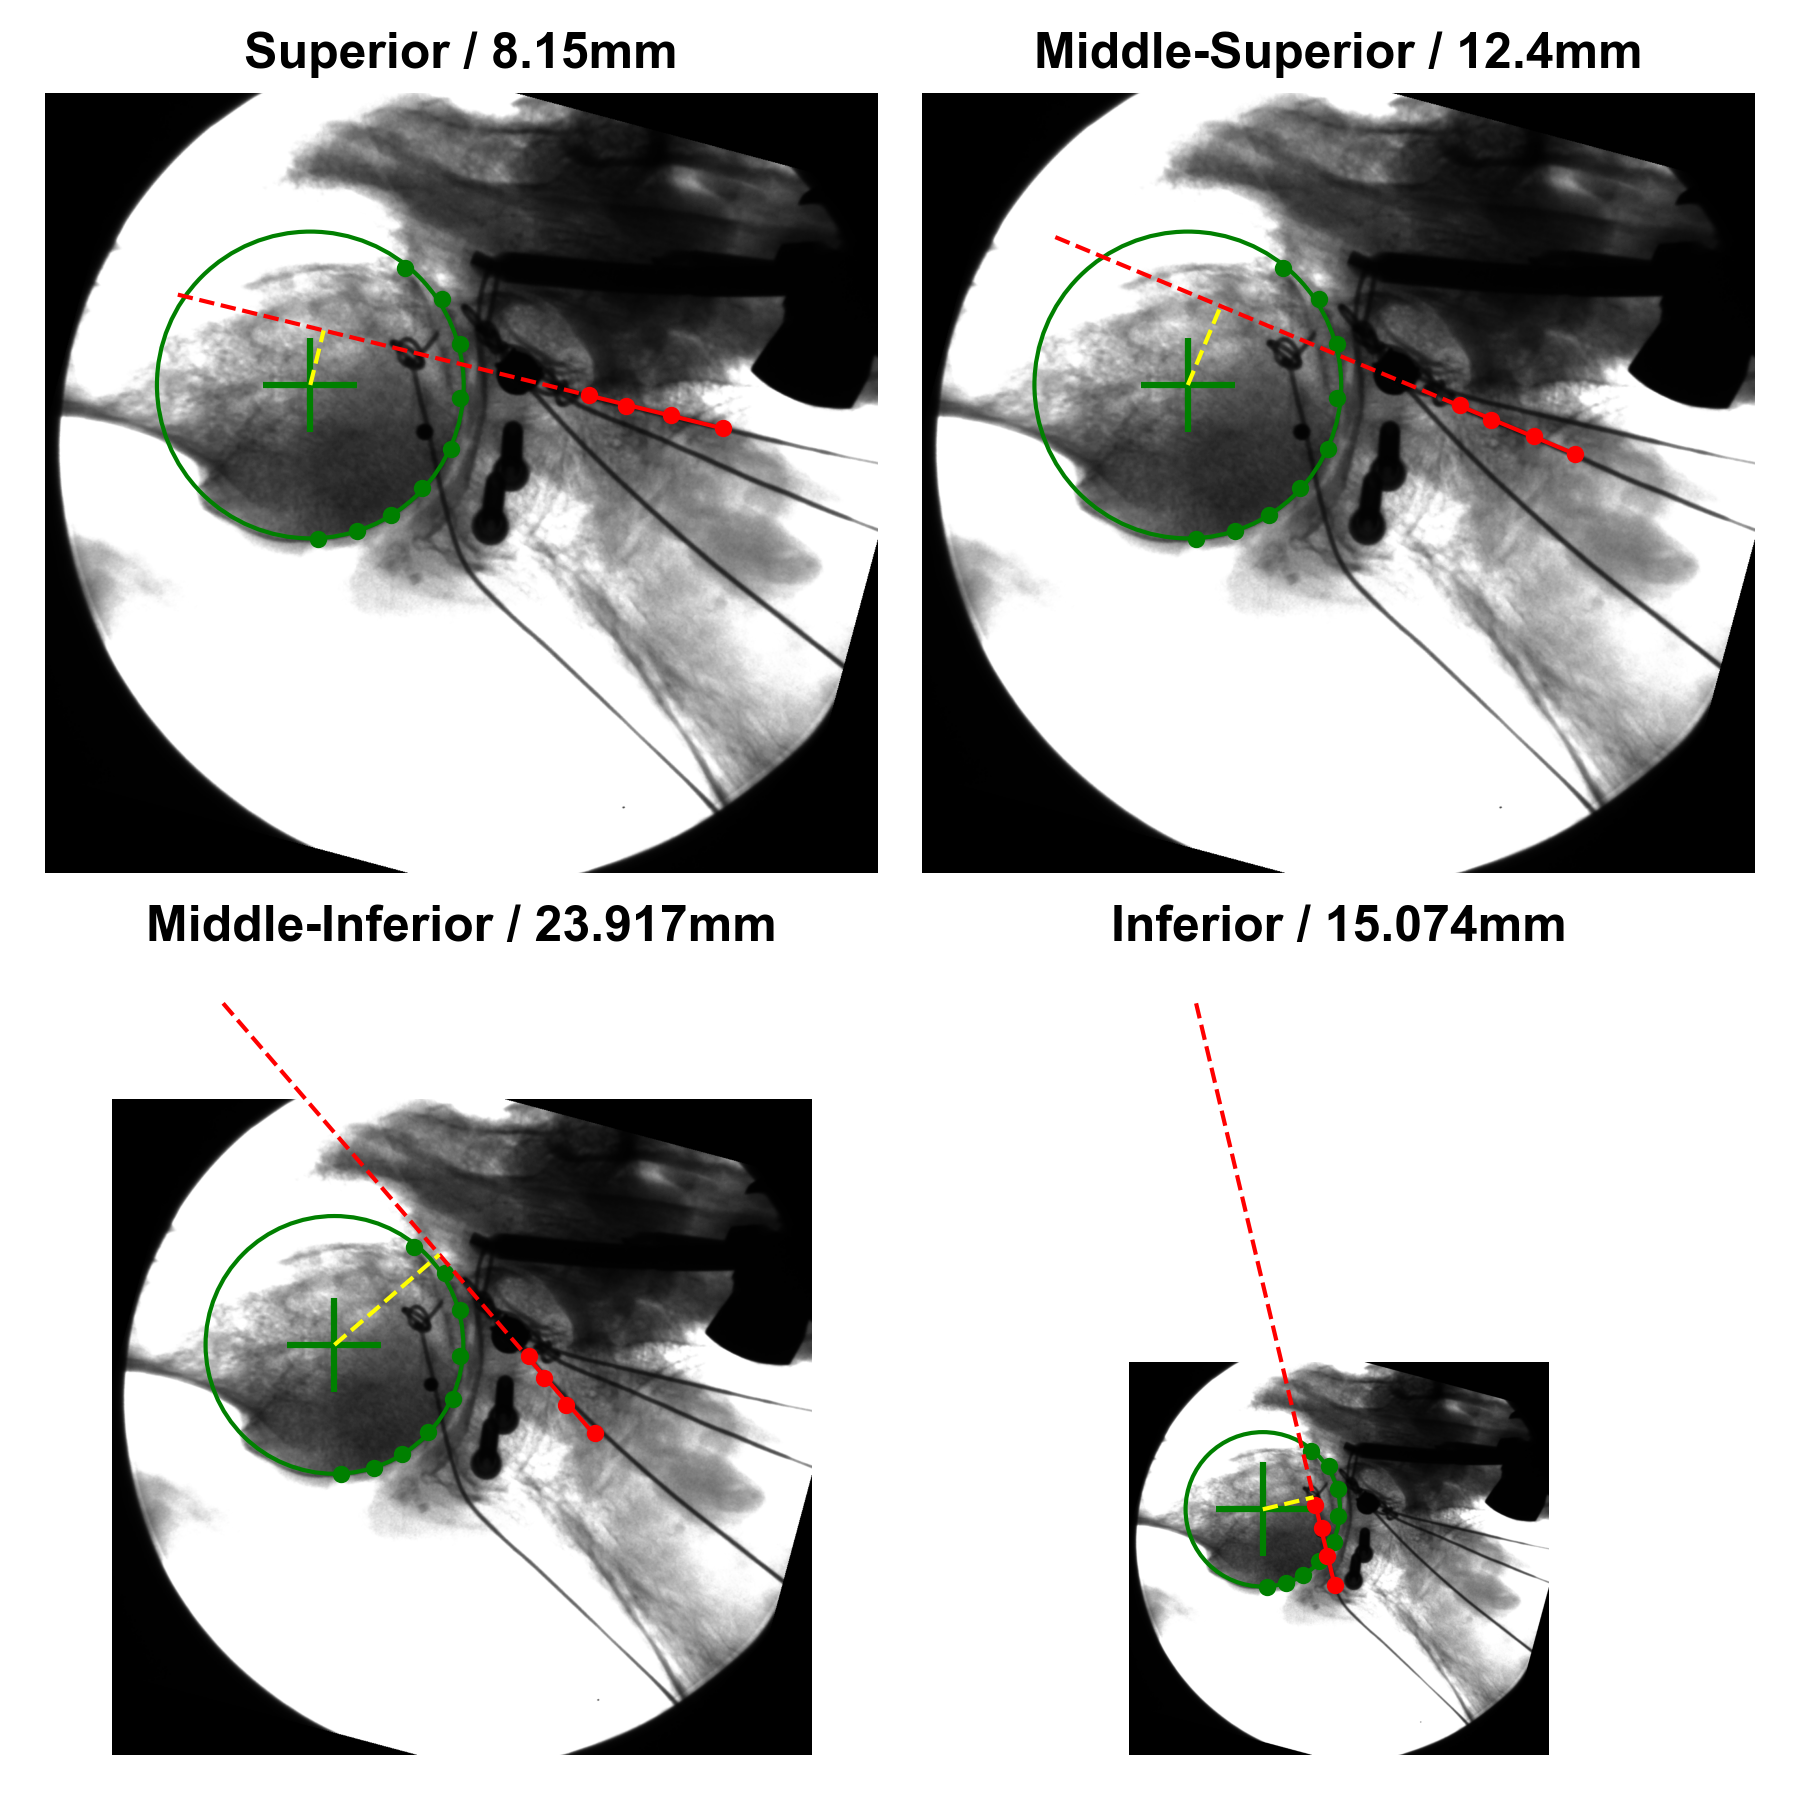 Superior / 8.15mm
Middle-Superior / 12.4mm
Middle-Inferior / 23.917mm
Inferior / 15.074mm